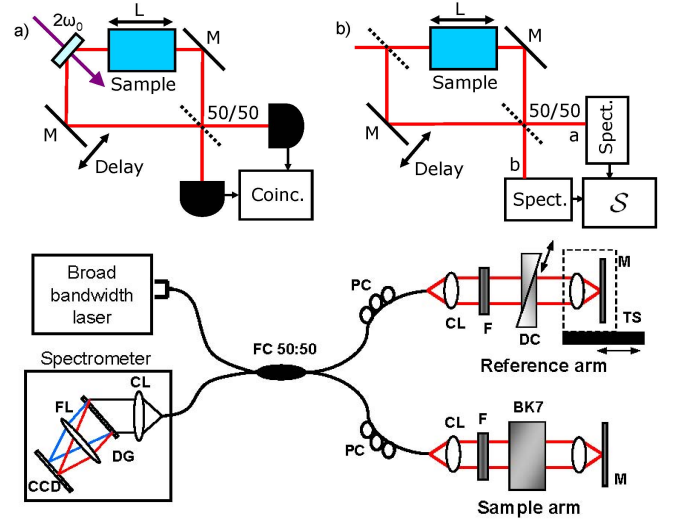 a)
2ω₀
L
M
Sample
50/50
M
Delay
Coinc.
b)
L
M
Sample
50/50
a
Spect.
M
Delay
b
Spect.
S
Broad
bandwidth
laser
Spectrometer
CL
FL
DG
CCD
FC 50:50
PC
CL
F
DC
M
TS
Reference arm
PC
CL
F
BK7
M
Sample arm